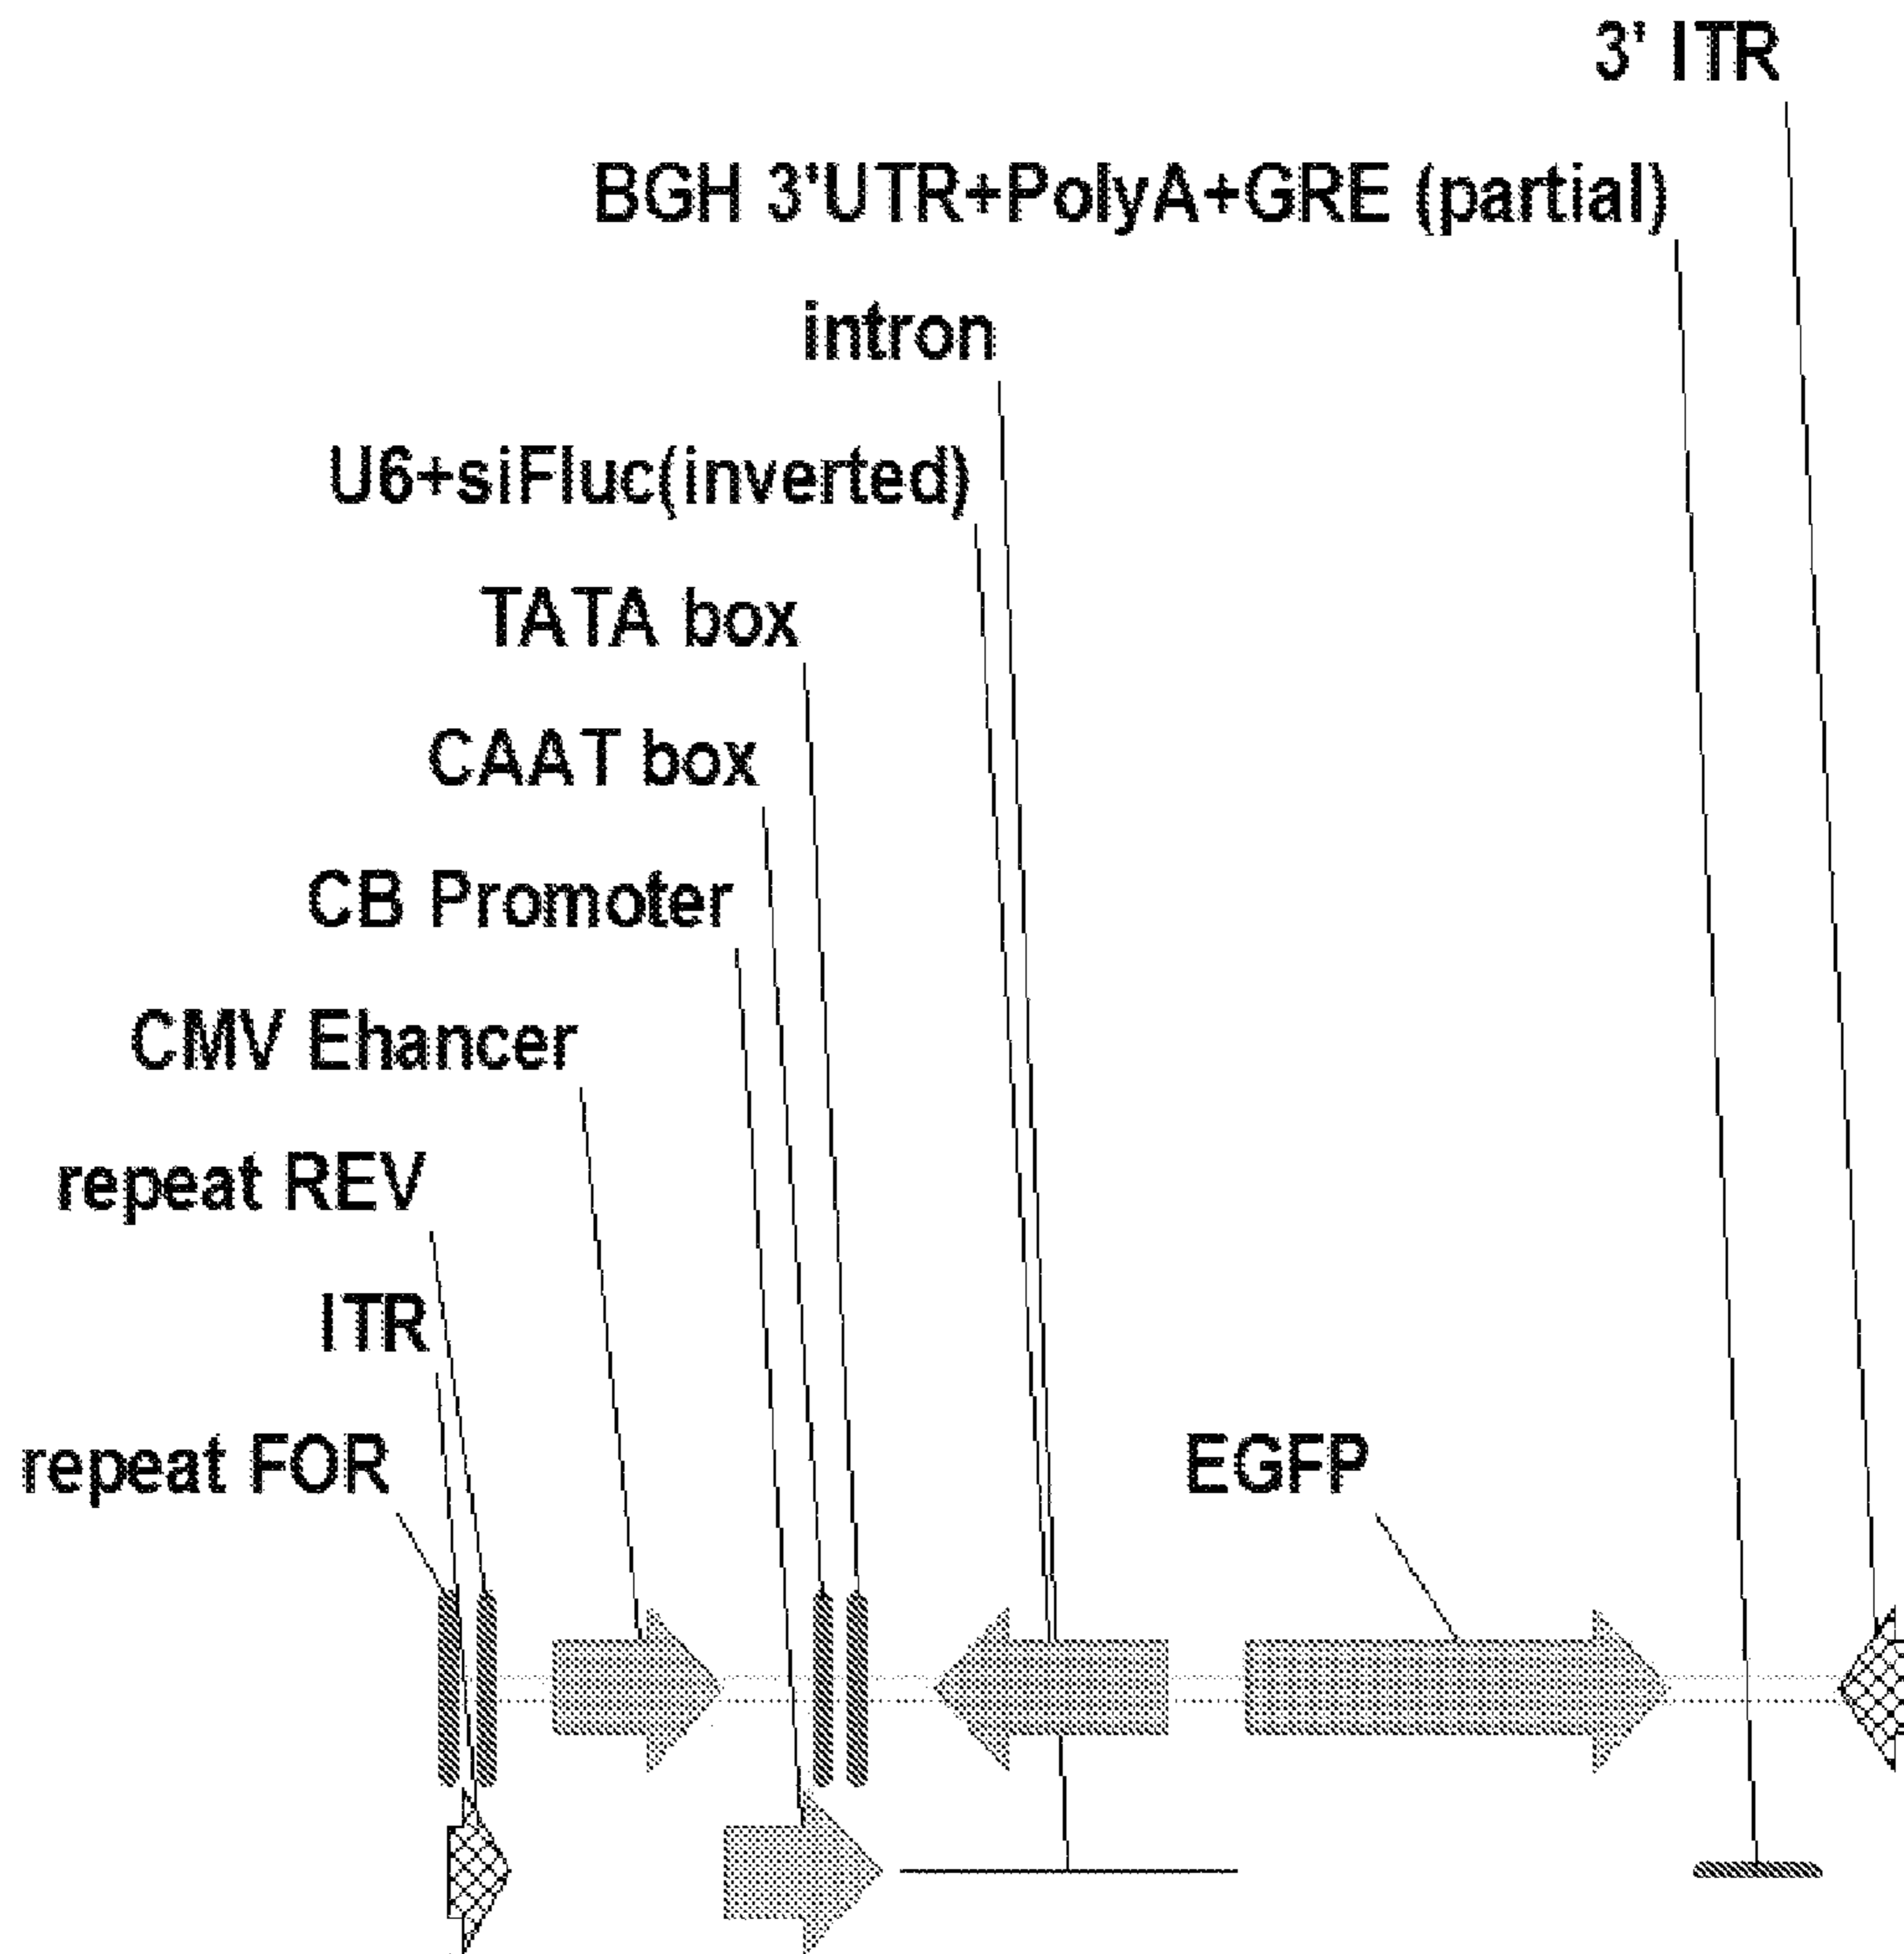 3' ITR
BGH 3'UTR+PolyA+GRE (partial)
intron
U6+siFluc(inverted)
TATA box
CAAT box
CB Promoter
CMV Ehancer
repeat REV
ITR
repeat FOR
EGFP